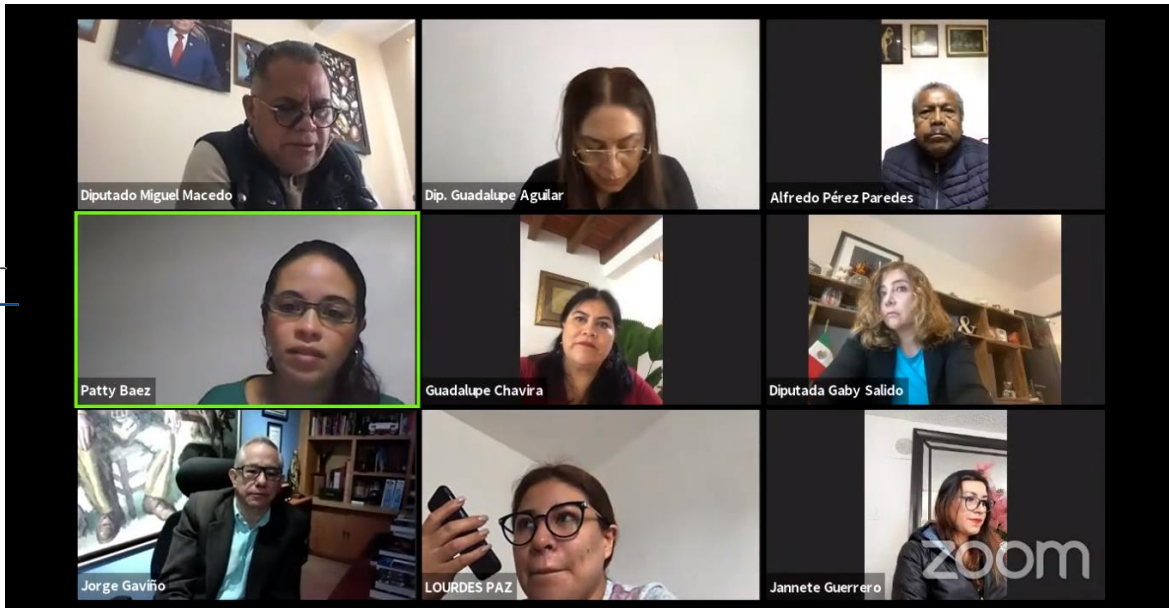 Diputado Miguel Macedo
Dip. Guadalupe Aguilar
Alfredo Pérez Paredes
Patty Baez
Guadalupe Chavira
&
Diputada Gaby Salido
Jorge Gaviño
LOURDES PAZ
Jannete Guerrero
zoom